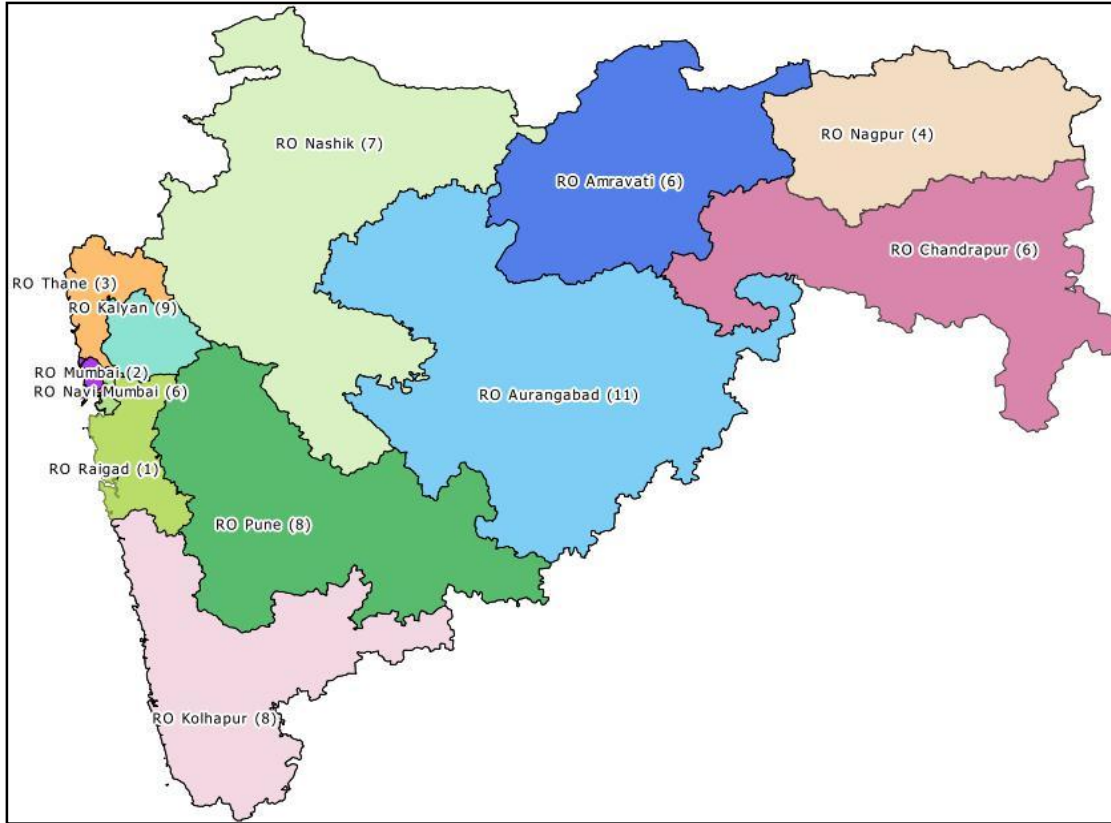 RO Nagpur (4)
RO Nashik (7)
RO Amravati (6)
RO Chandrapur (6)
RO Thane (3)
RO Kalyan (9)
RO Mumbai (2)
RO Navi Mumbai (6)
RO Aurangabad (11)
RO Raigad (1)
RO Pune (8)
RO Kolhapur (8)